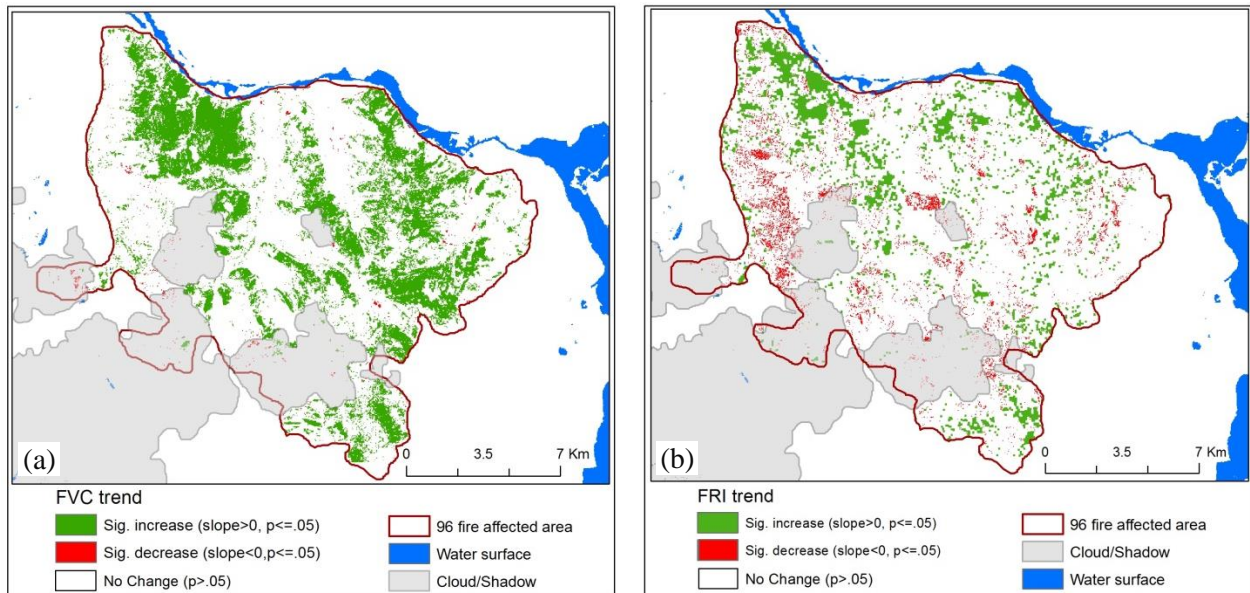 (a)
0 3.5 7 Km
FVC trend
Sig. increase (slope>0, p<=.05)
Sig. decrease (slope<0,p<=.05)
No Change (p>.05)
96 fire affected area
Water surface
Cloud/Shadow
(b)
0 3.5 7 Km
FRI trend
Sig. increase (slope>0, p<=.05)
Sig. decrease (slope<0, p<=.05)
No Change (p>.05)
96 fire affected area
Cloud/Shadow
Water surface